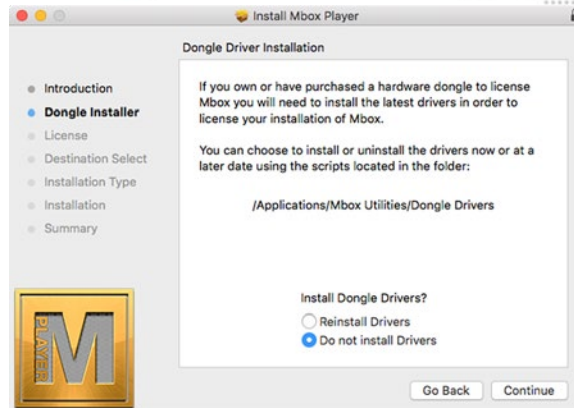 Install Mbox Player
Dongle Driver Installation
Introduction
Dongle Installer
License
Destination Select
Installation Type
Installation
Summary
If you own or have purchased a hardware dongle to license
Mbox you will need to install the latest drivers in order to
license your installation of Mbox.
You can choose to install or uninstall the drivers now or at a
later date using the scripts located in the folder:
/Applications/Mbox Utilities/Dongle Drivers
Install Dongle Drivers?
Reinstall Drivers
Do not install Drivers
PLAYER
M
Go Back
Continue